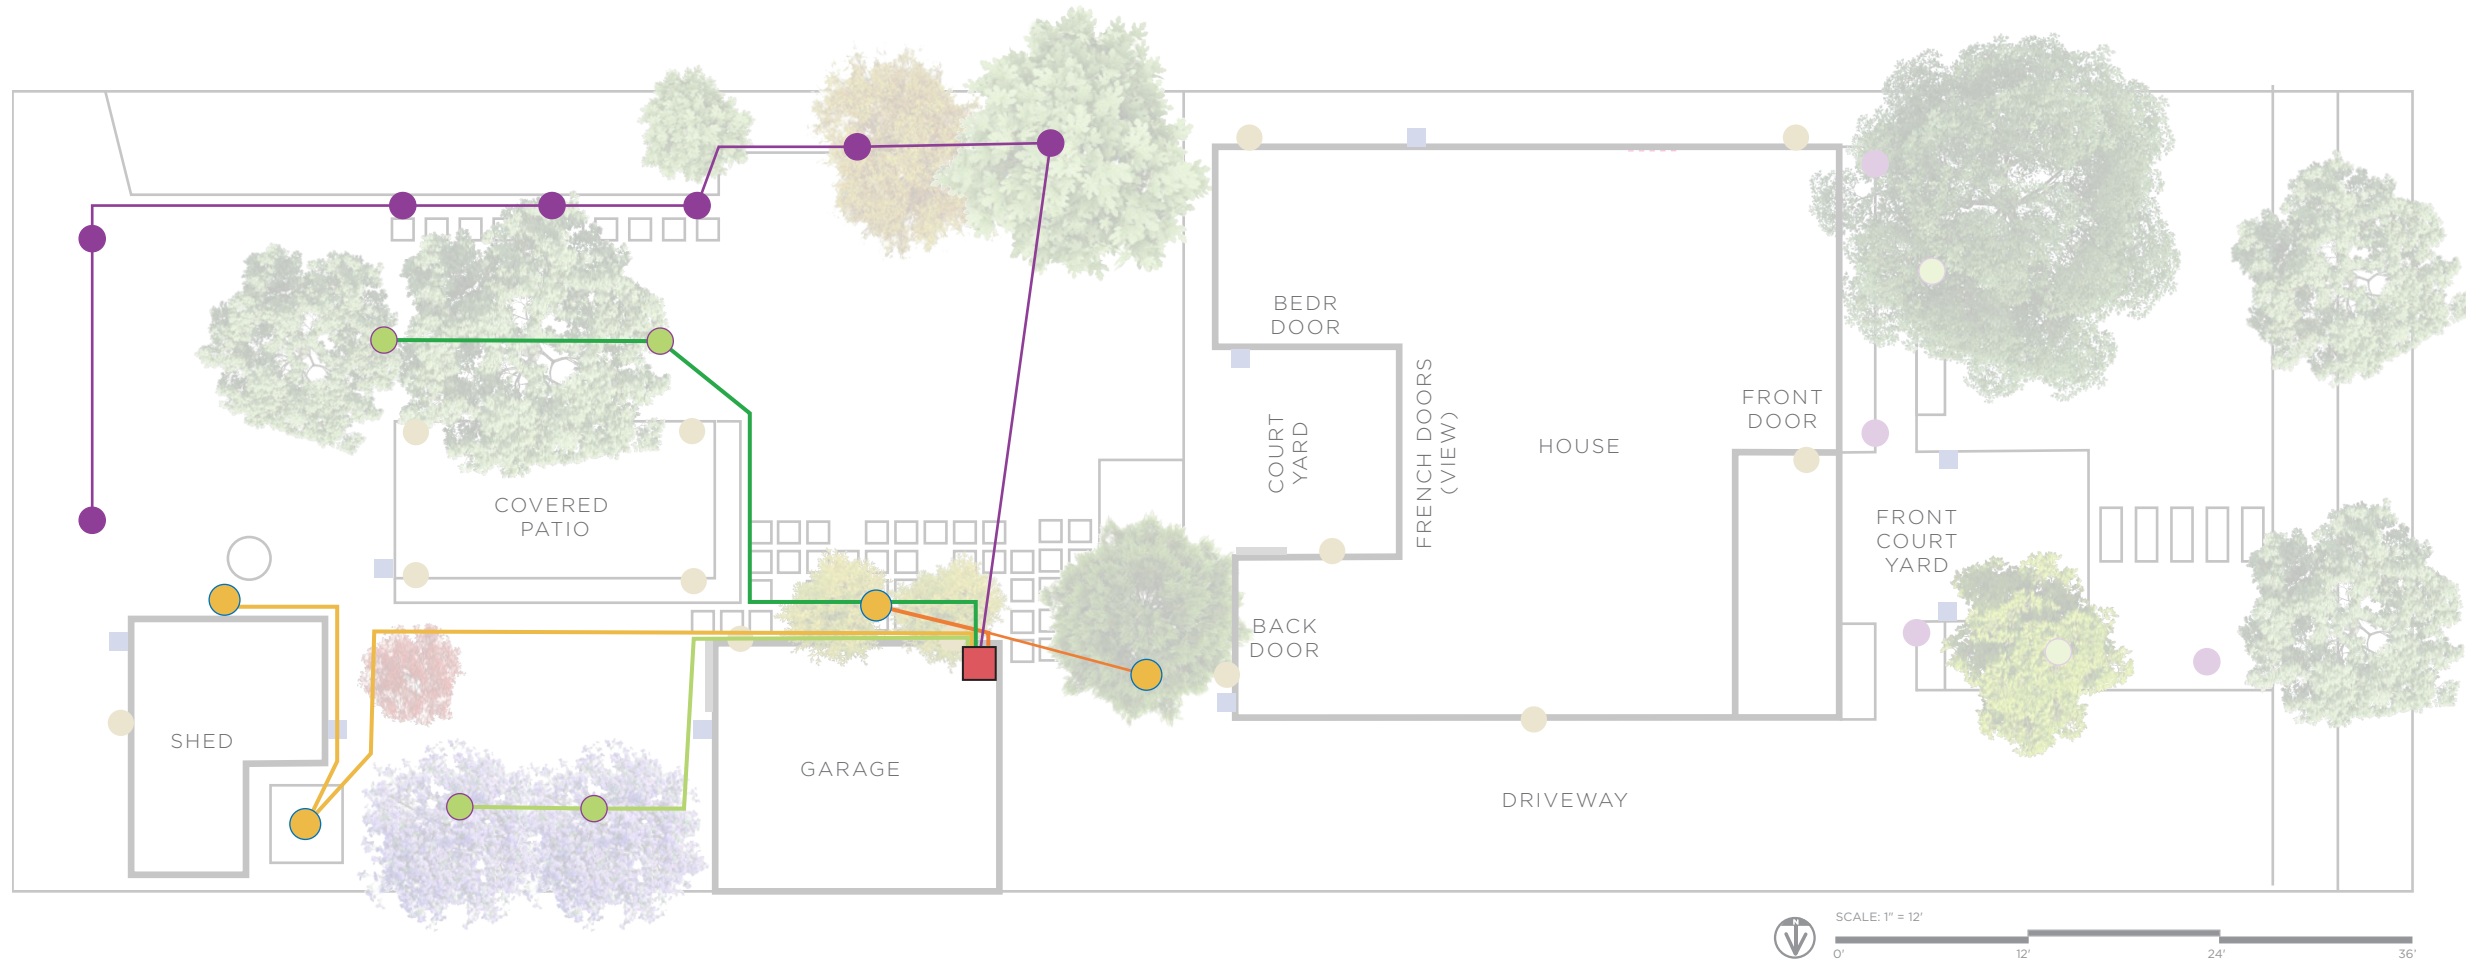 BEDR
DOOR
COURT
YARD
FRENCH DOORS
(VIEW)
HOUSE
FRONT
DOOR
COVERED
PATIO
FRONT
COURT
YARD
BACK
DOOR
SHED
GARAGE
DRIVEWAY
N
SCALE: 1" = 12'
0'
12'
24'
36'